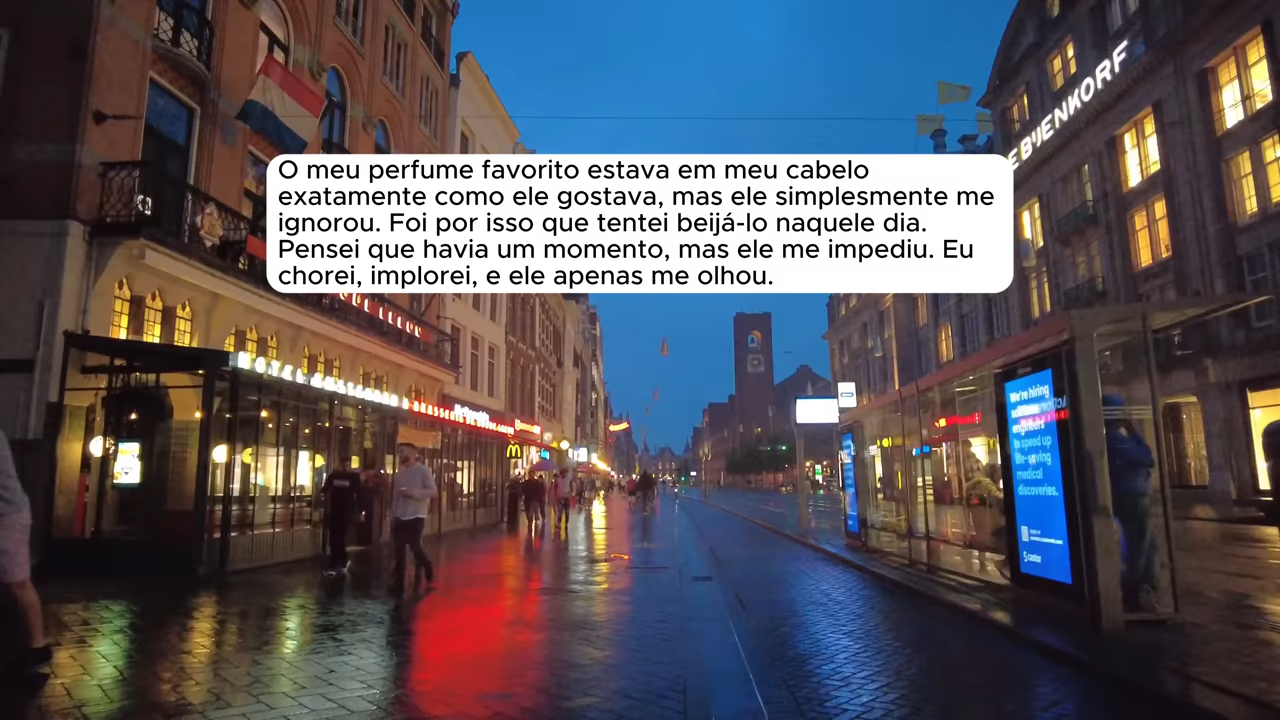 O meu perfume favorito estava em meu cabelo
exatamente como ele gostava, mas ele simplesmente me
ignorou. Foi por isso que tentei beijá-lo naquele dia.
Pensei que havia um momento, mas ele me impediu. Eu
chorei, implorei, e ele apenas me olhou.
E BIJENKORF
HOTEL
We're hiring
engineers
to speed up
life-saving
medical
discoveries.
castor